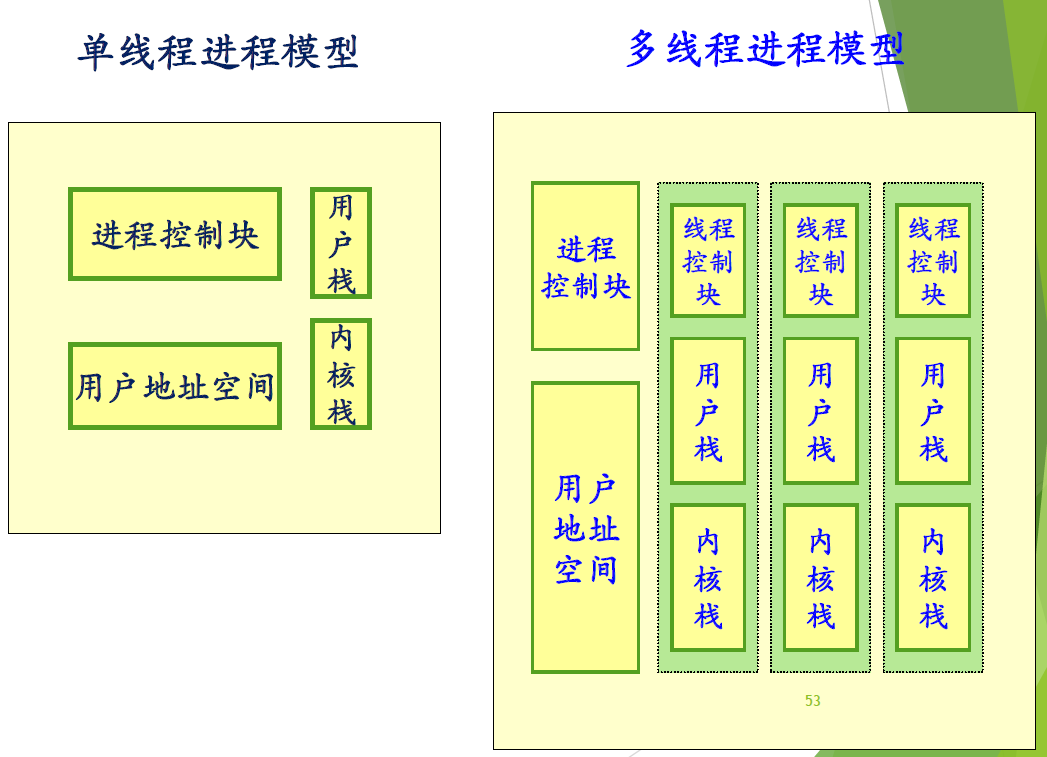 单线程进程模型
多线程进程模型
进程控制块
用
户
栈
用户地址空间
内
核
栈
进程
控制块
用户
地址
空间
线程
控制
块
用
户
栈
内
核
栈
线程
控制
块
用
户
栈
内
核
栈
线程
控制
块
用
户
栈
内
核
栈
53